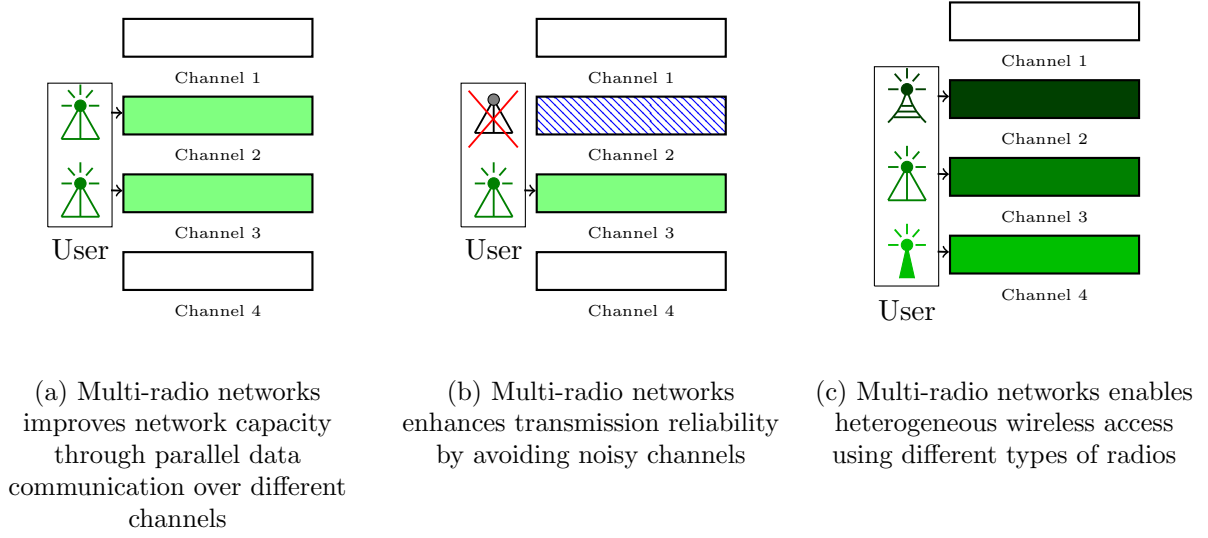 Channel 1
Channel 2
Channel 3
User
Channel 4
(a) Multi-radio networks
improves network capacity
through parallel data
communication over different
channels
Channel 1
Channel 2
Channel 3
User
Channel 4
(b) Multi-radio networks
enhances transmission reliability
by avoiding noisy channels
Channel 1
Channel 2
Channel 3
Channel 4
User
(c) Multi-radio networks enables
heterogeneous wireless access
using different types of radios